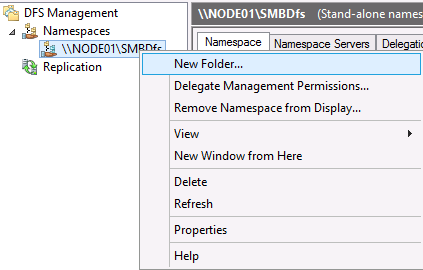 DFS Management
Namespaces
\\NODE01\SMBDfs
Replication
\\NODE01\SMBDfs (Stand-alone names
Namespace Namespace Servers Delegatio
New Folder...
Delegate Management Permissions...
Remove Namespace from Display...
View
New Window from Here
Delete
Refresh
Properties
Help